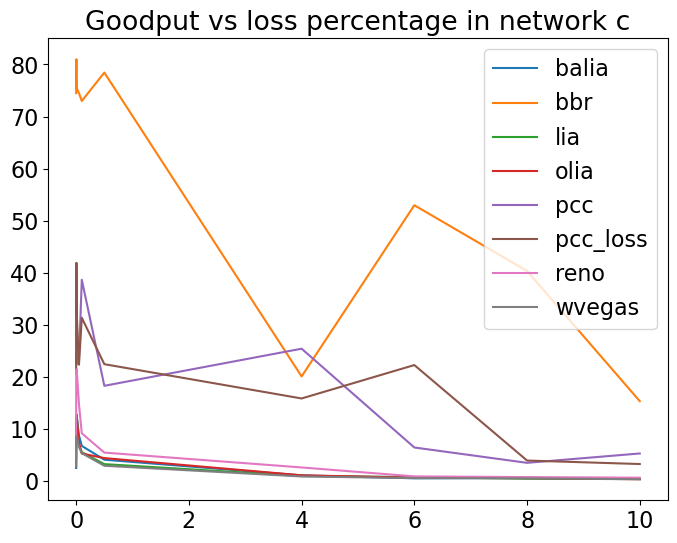 Goodput vs loss percentage in network c
80
70
60
50
40
30
20
10
0
balia
bbr
lia
olia
pcc
pcc_loss
reno
wvegas
0 2 4 6 8 10